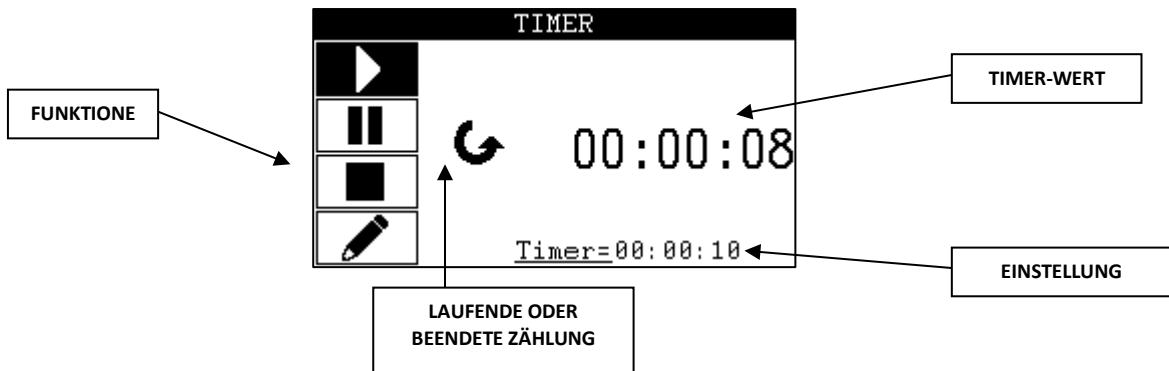 TIMER
TIMER-WERT
FUNKTIONE
00:00:08
Timer=00:00:10
EINSTELLUNG
LAUFENDE ODER
BEENDETE ZÄHLUNG